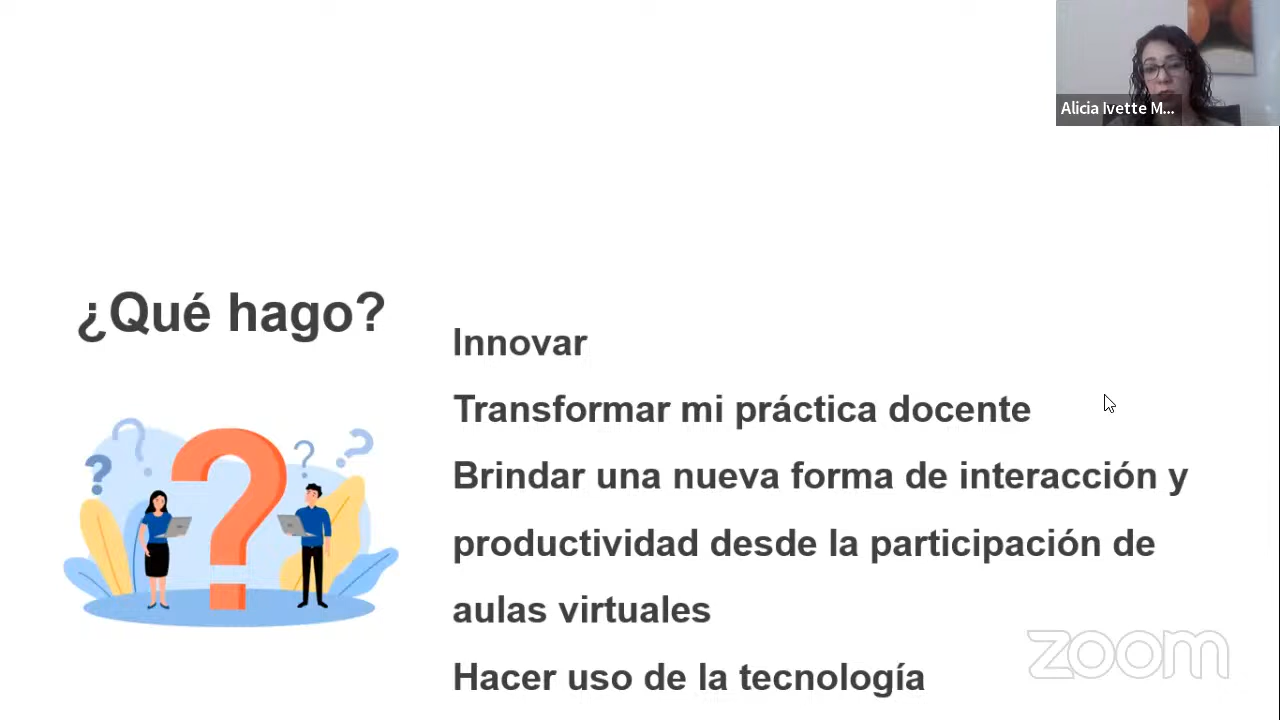 Alicia Ivette M...
¿Qué hago?
Innovar
Transformar mi práctica docente
Brindar una nueva forma de interacción y
productividad desde la participación de
aulas virtuales
Hacer uso de la tecnología
zoom